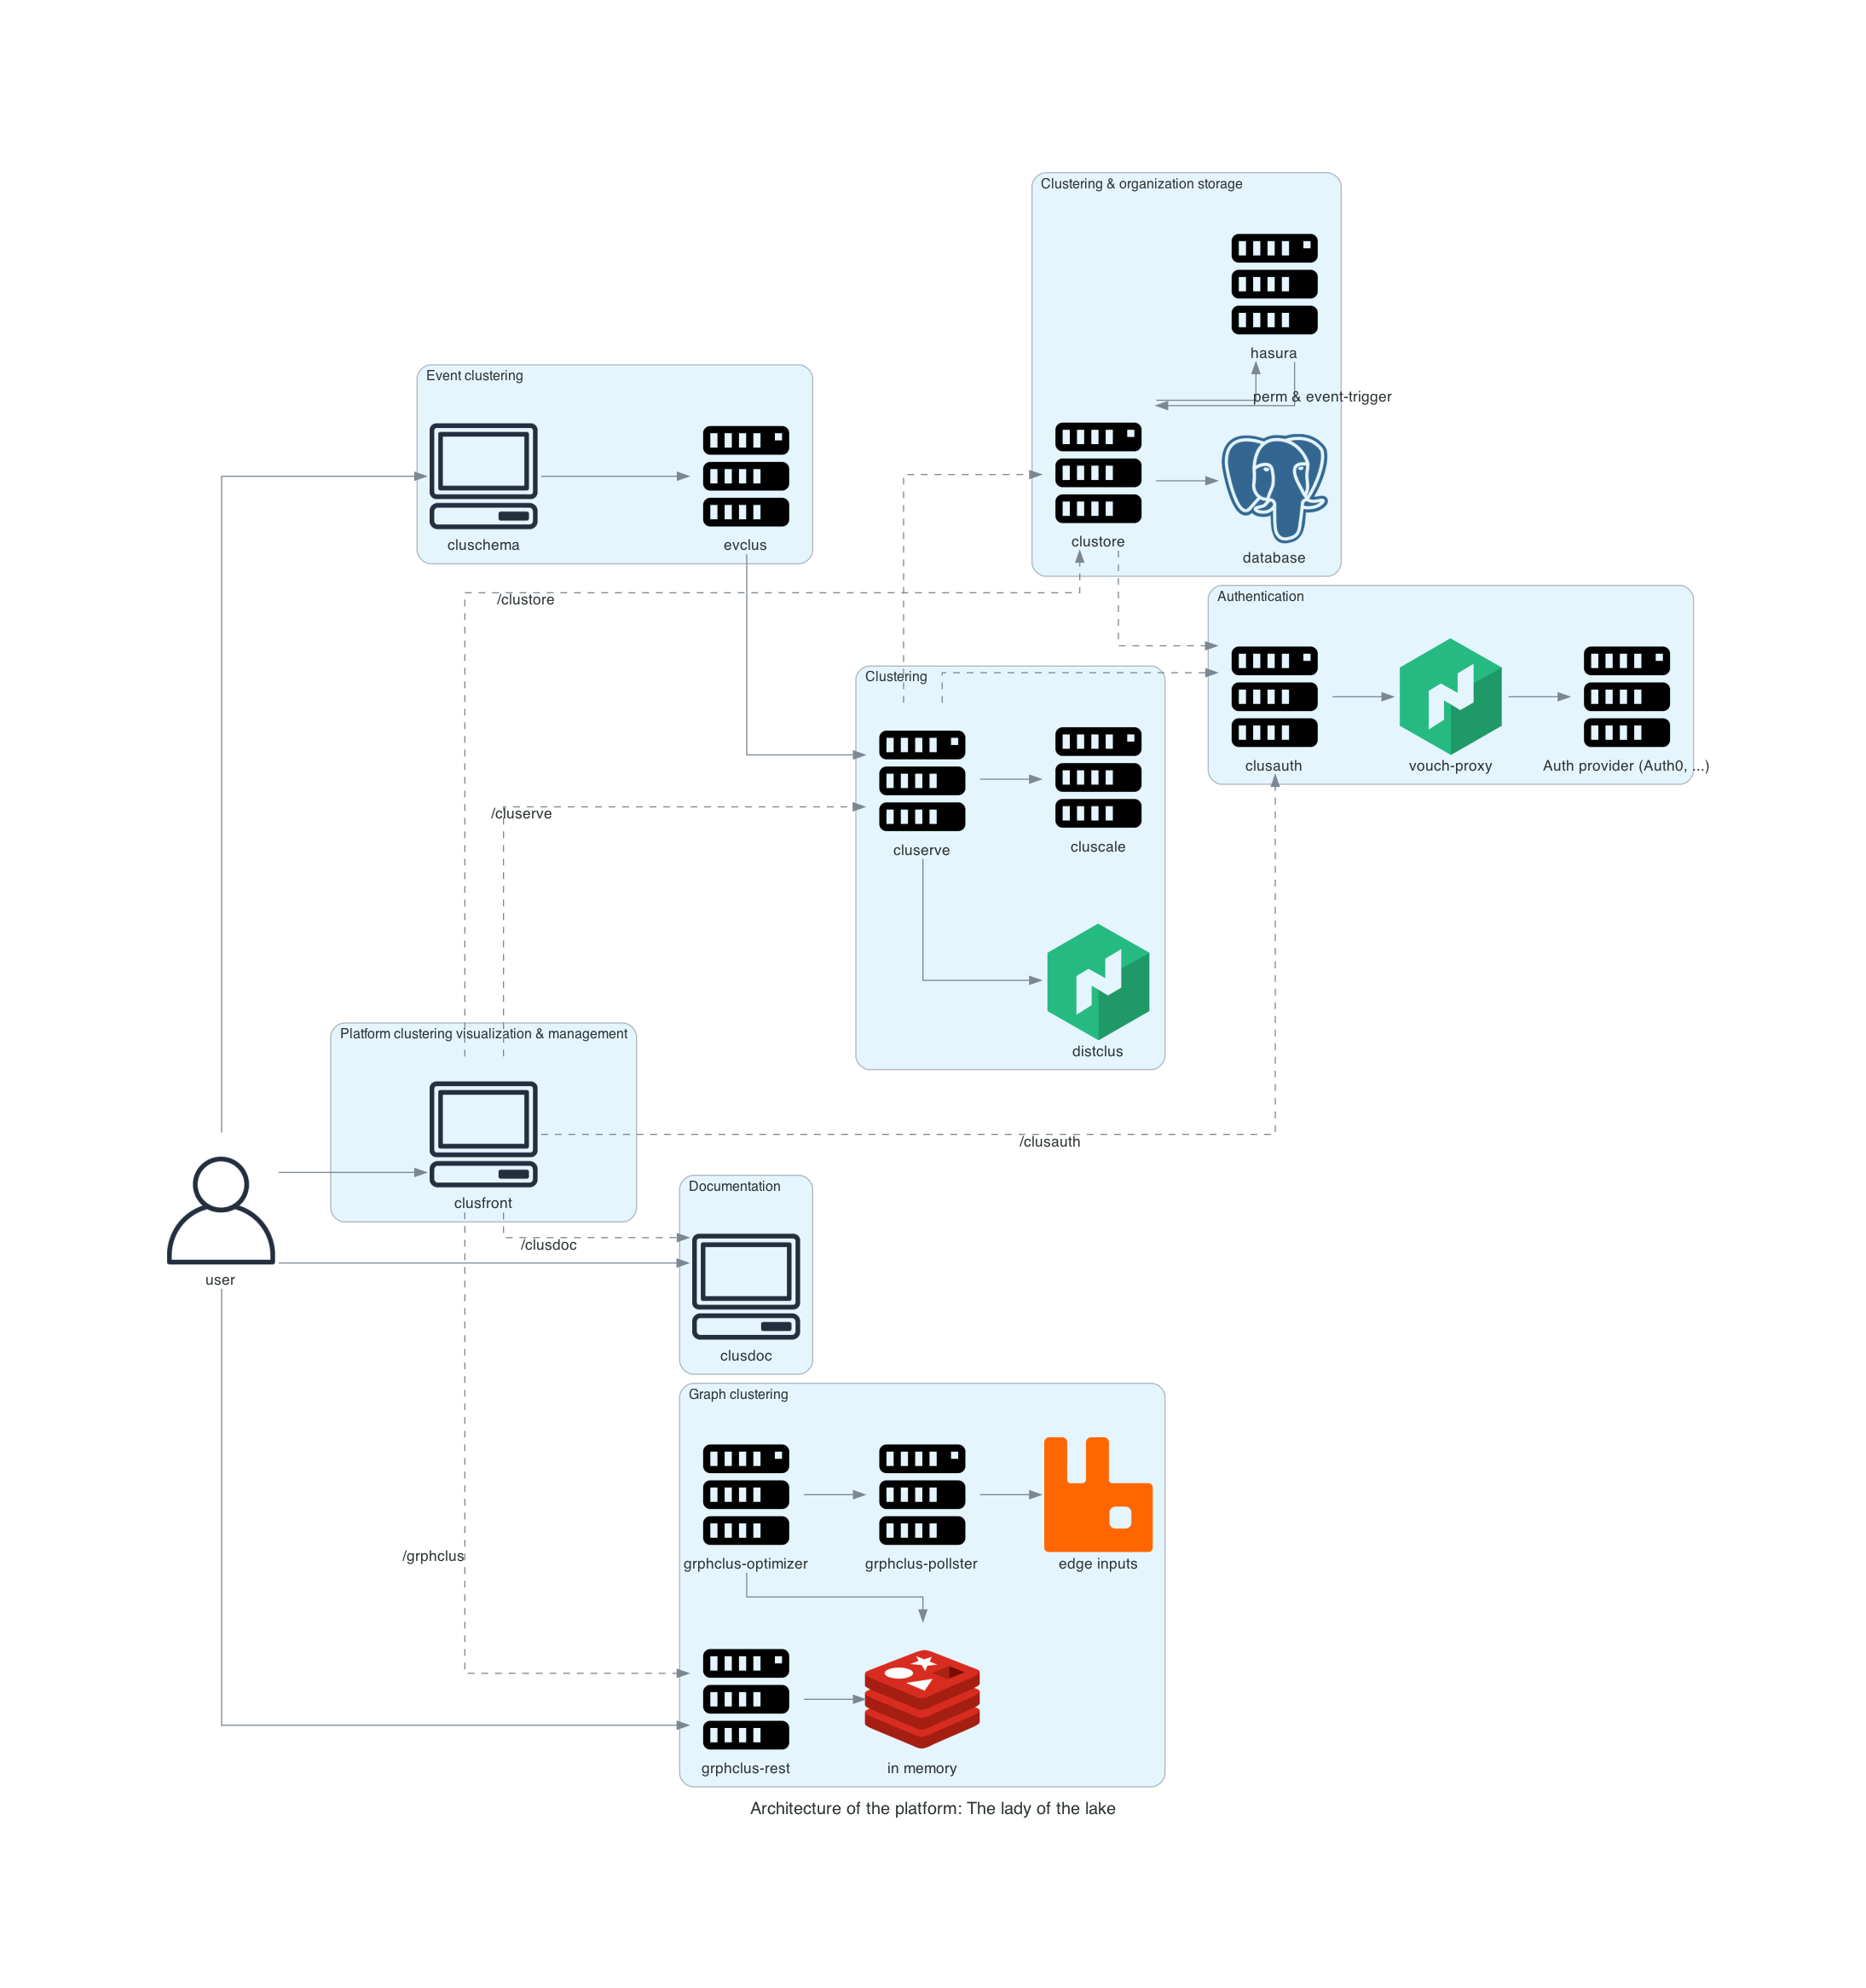 Clustering & organization storage
hasura
perm & event-trigger
clustore
database
Event clustering
cluschema
evclus
/clustore
Authentication
clusauth
vouch-proxy
Auth provider (Auth0, ...)
Clustering
cluserve
cluscale
distclus
/cluserve
Platform clustering visualization & management
clusfront
/clusauth
user
/clusdoc
Documentation
clusdoc
Graph clustering
grphclus-optimizer
grphclus-pollster
edge inputs
/grphclus
grphclus-rest
in memory
Architecture of the platform: The lady of the lake